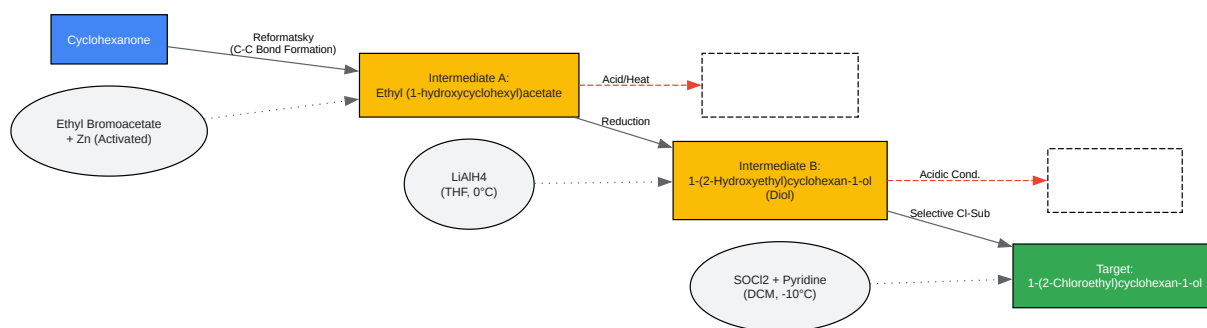 Cyclohexanone
Reformatsky
(C-C Bond Formation)
Intermediate A:
Ethyl (1-hydroxycyclohexyl)acetate
Acid/Heat
Ethyl Bromoacetate
+ Zn (Activated)
Reduction
LiAlH4
(THF, 0°C)
Intermediate B:
1-(2-Hydroxyethyl)cyclohexan-1-ol
(Diol)
Acidic Cond.
Selective Cl-Sub
SOCl2 + Pyridine
(DCM, -10°C)
Target:
1-(2-Chloroethyl)cyclohexan-1-ol